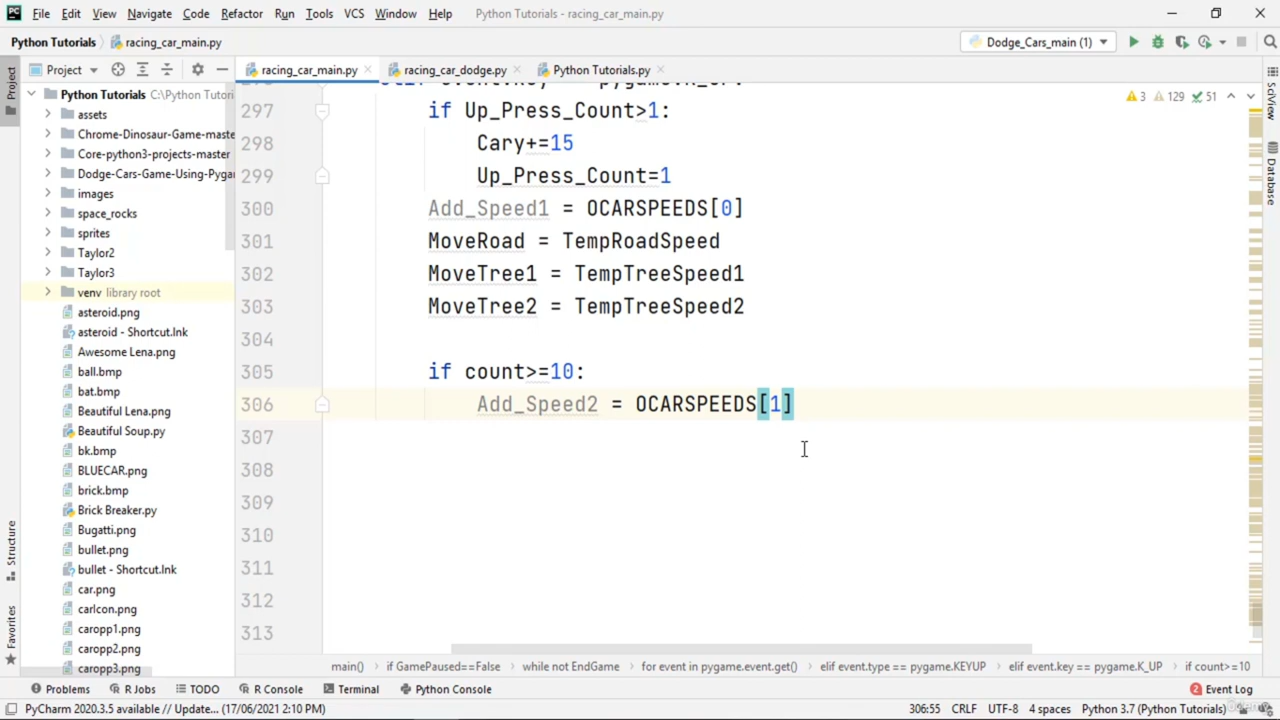 File Edit View Navigate Code Refactor Run Tools VCS Window Help Python Tutorials - racing_car_main.py
Python Tutorials racing_car_main.py Dodge_Cars_main (1)
Project racing_car_main.py racing_car_dodge.py Python Tutorials.py
Project
Structure
Favorites
SciView
Database
3 129 51
Python Tutorials C:\Python Tutori
assets
Chrome-Dinosaur-Game-maste
Core-python3-projects-master
Dodge-Cars-Game-Using-Pygar
images
space_rocks
sprites
Taylor2
Taylor3
venv library root
asteroid.png
asteroid - Shortcut.lnk
Awesome Lena.png
ball.bmp
bat.bmp
Beautiful Lena.png
Beautiful Soup.py
bk.bmp
BLUECAR.png
brick.bmp
Brick Breaker.py
Bugatti.png
bullet.png
bullet - Shortcut.lnk
car.png
carIcon.png
caropp1.png
caropp2.png
caropp3.png
297 if Up_Press_Count>1:
298 Cary+=15
299 Up_Press_Count=1
300 Add_Speed1 = OCARSPEEDS[0]
301 MoveRoad = TempRoadSpeed
302 MoveTree1 = TempTreeSpeed1
303 MoveTree2 = TempTreeSpeed2
304
305 if count>=10:
306 Add_Speed2 = OCARSPEEDS[1]
307
308
309
310
311
312
313
main() if GamePaused==False while not EndGame for event in pygame.event.get() elif event.type == pygame.KEYUP elif event.key == pygame.K_UP if count>=10
Problems R Jobs TODO R Console Terminal Python Console Event Log
PyCharm 2020.3.5 available // Update... (17/06/2021 2:10 PM) 306:55 CRLF UTF-8 4 spaces Python 3.7 (Python Tutorials)